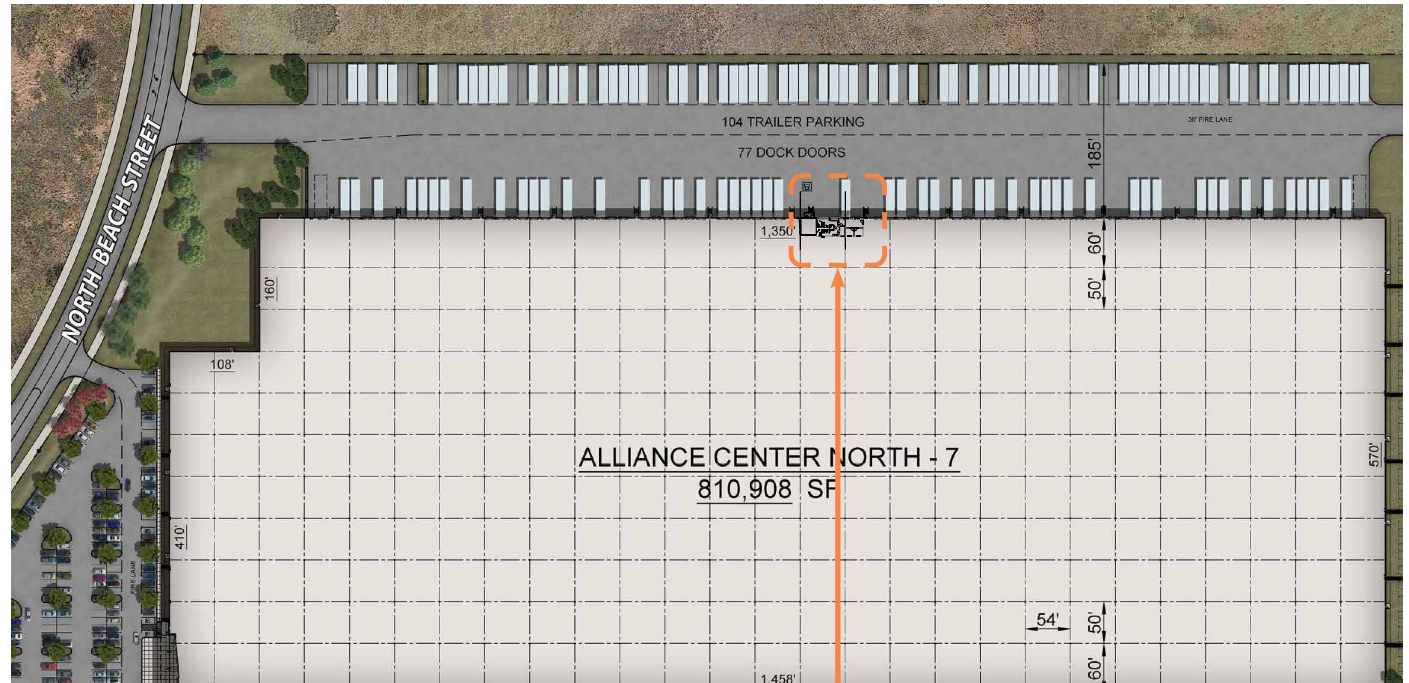 NORTH BEACH STREET
104 TRAILER PARKING
36' FIRE LANE
77 DOCK DOORS
185'
1,350'
60'
50'
160'
108'
ALLIANCE CENTER NORTH - 7
810,908 SF
570'
410'
FIRE LANE
54'
50'
60'
1,458'